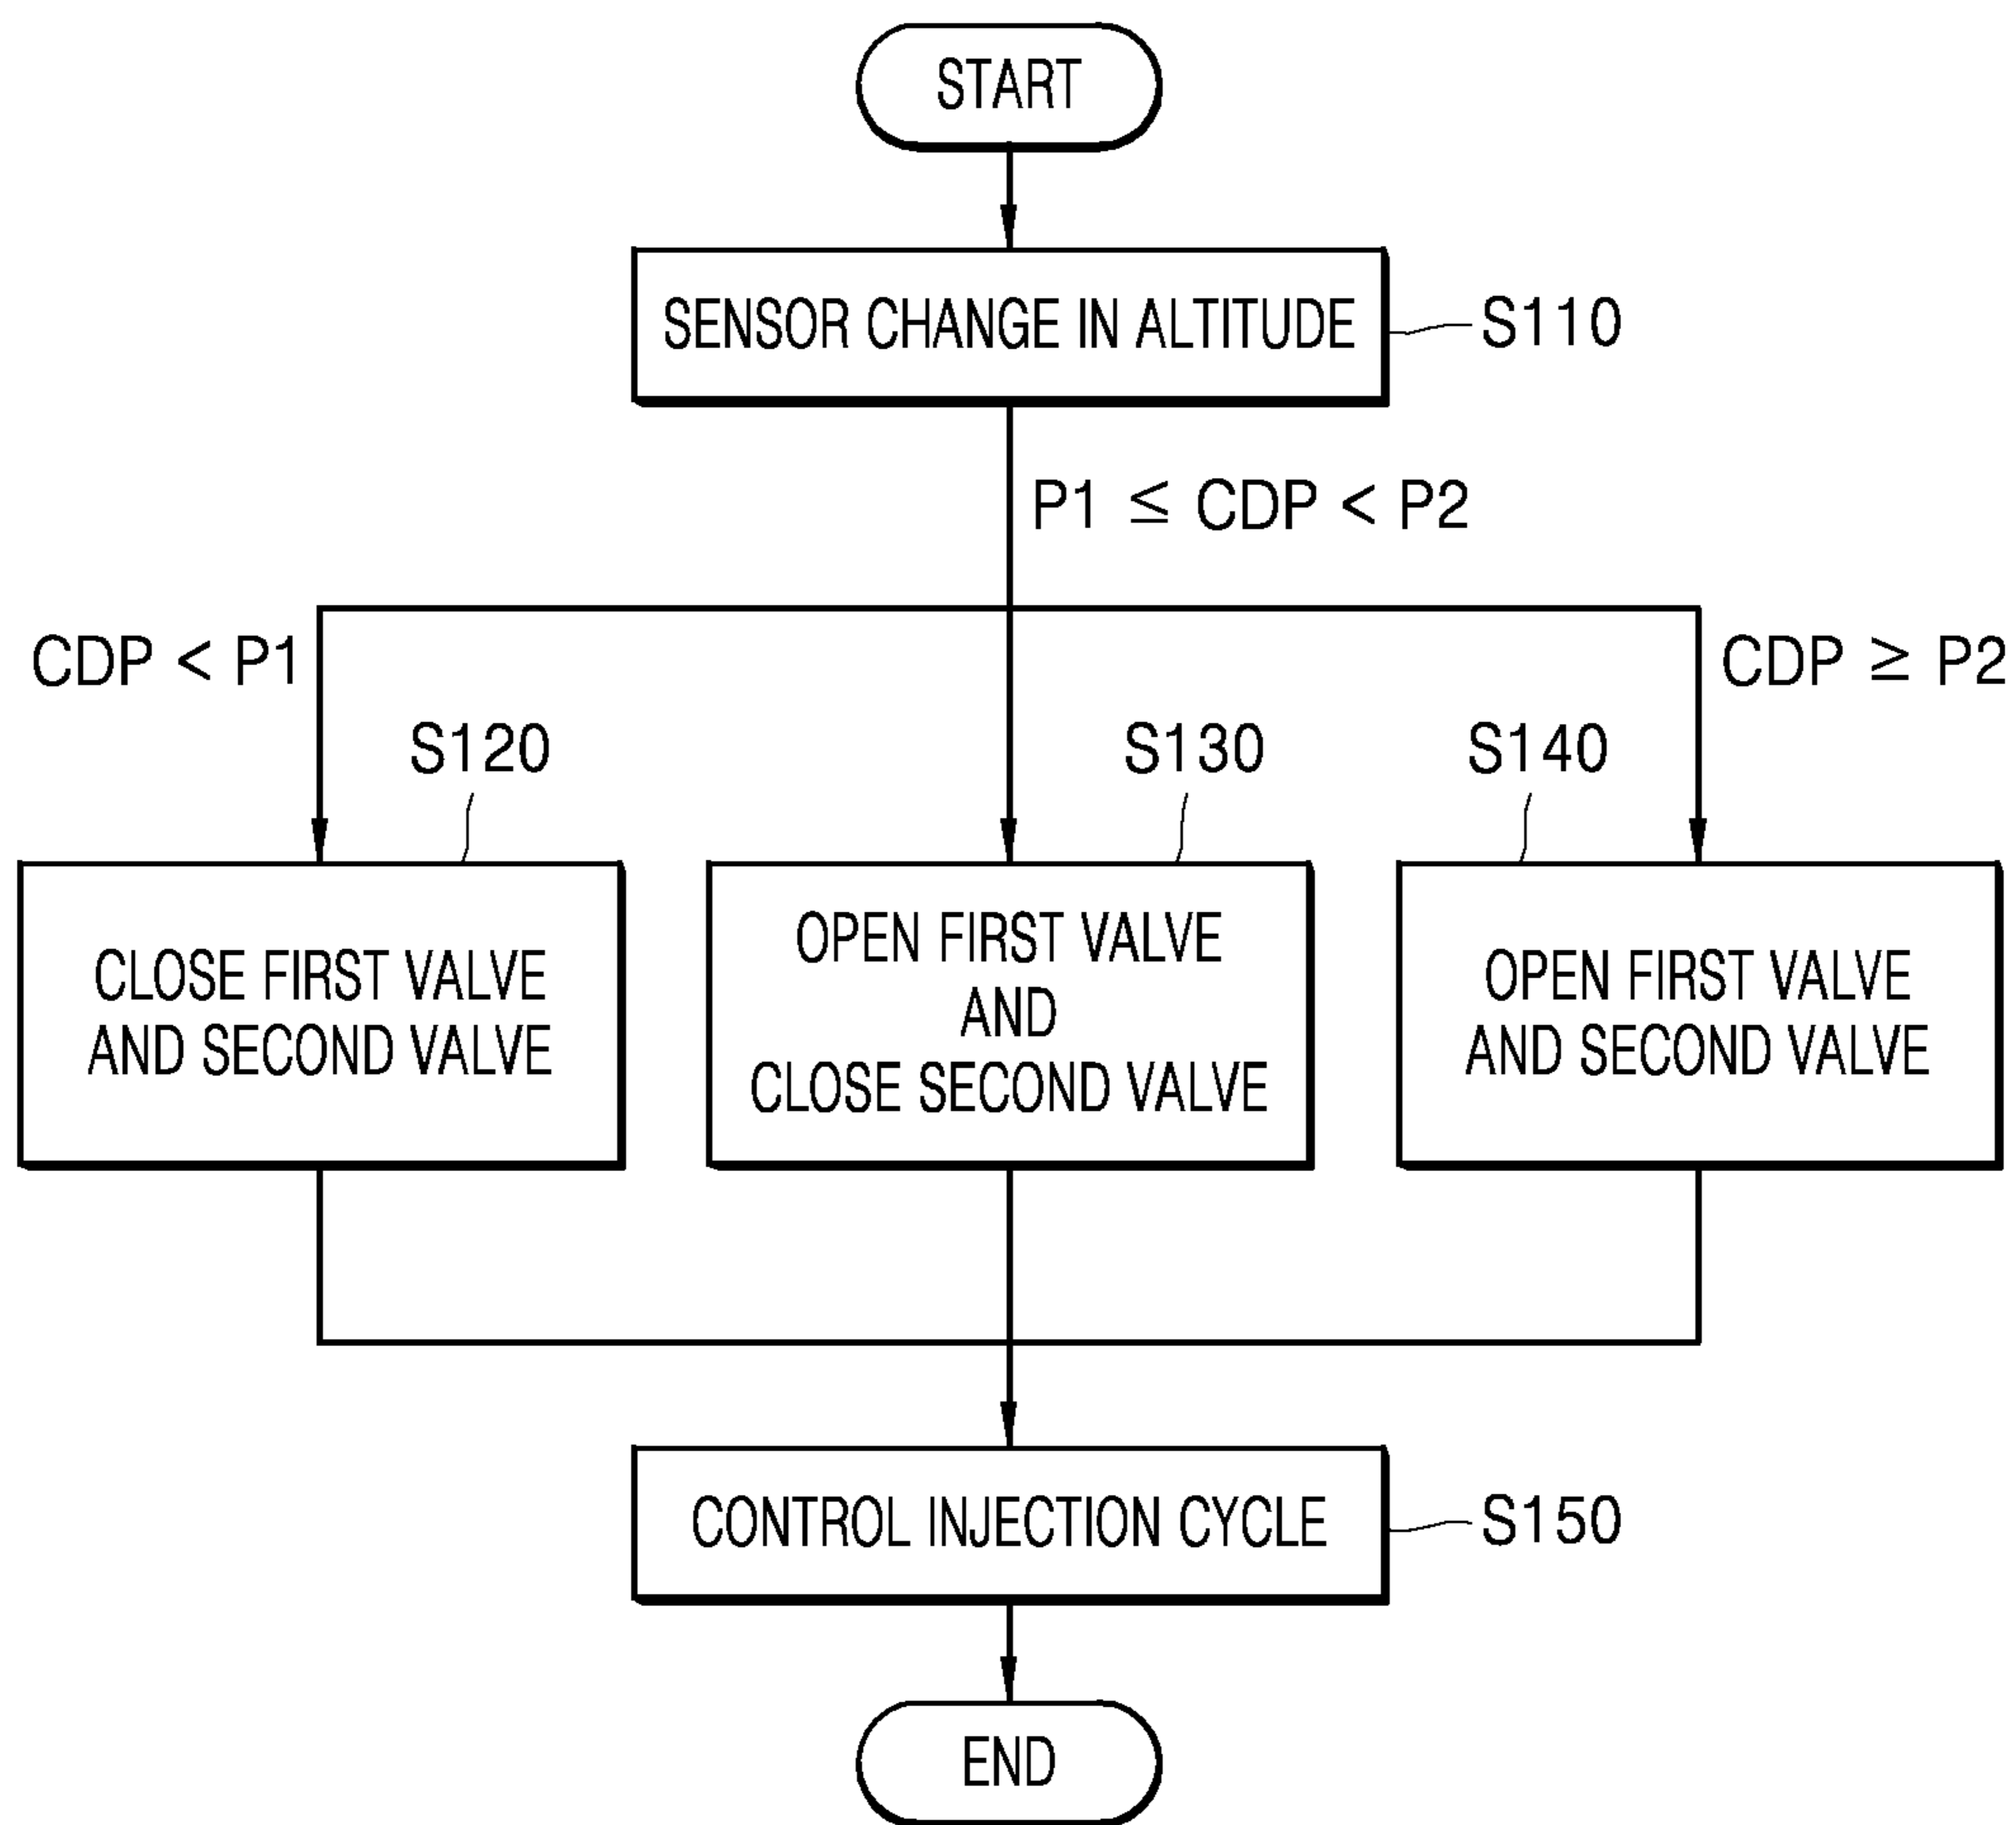 START
SENSOR CHANGE IN ALTITUDE
S110
P1 ≤ CDP < P2
CDP < P1
CDP ≥ P2
S120
S130
S140
CLOSE FIRST VALVE
AND SECOND VALVE
OPEN FIRST VALVE
AND
CLOSE SECOND VALVE
OPEN FIRST VALVE
AND SECOND VALVE
CONTROL INJECTION CYCLE
S150
END